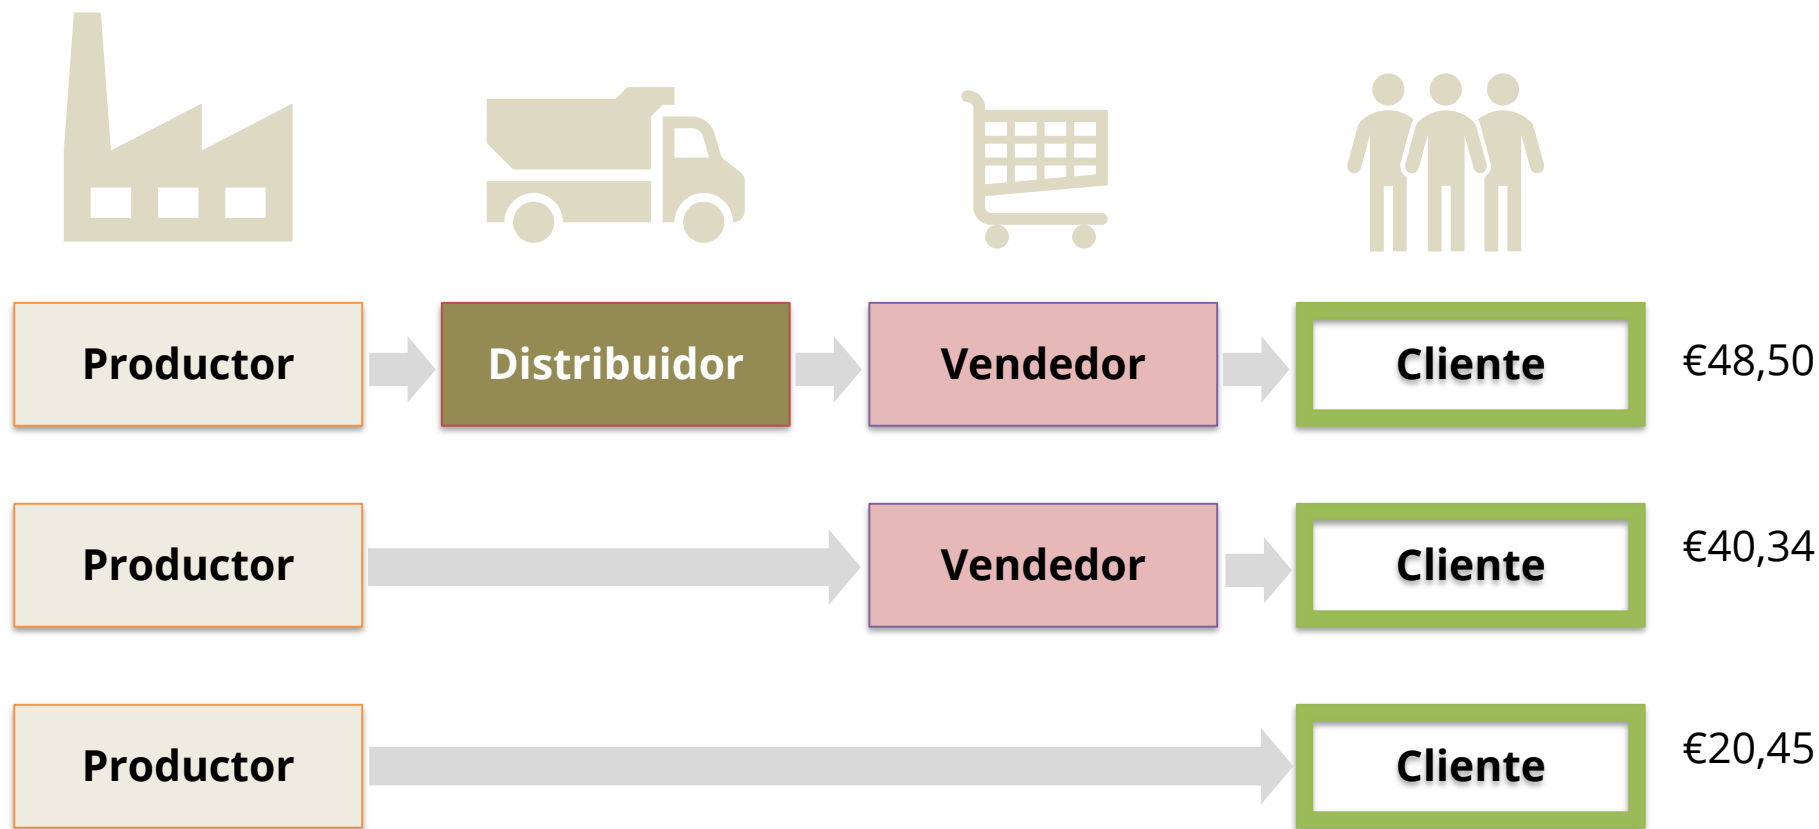 Productor Distribuidor Vendedor Cliente €48,50
Productor Vendedor Cliente €40,34
Productor Cliente €20,45